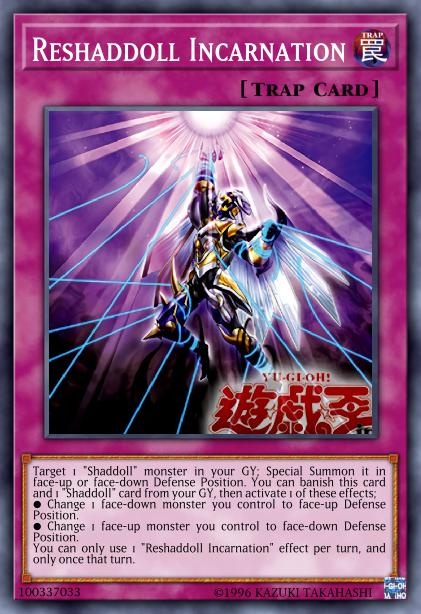 RESHADDOLL INCARNATION
TRAP
罠
[TRAP CARD]
YU-GI-OH!
遊戯王
Target 1 "Shaddoll" monster in your GY; Special Summon it in
face-up or face-down Defense Position. You can banish this card
and 1 "Shaddoll" card from your GY, then activate 1 of these effects;
● Change 1 face-down monster you control to face-up Defense
Position.
● Change 1 face-up monster you control to face-down Defense
Position.
You can only use 1 "Reshaddoll Incarnation" effect per turn, and
only once that turn.
100337033
©1996 KAZUKI TAKAHASHI